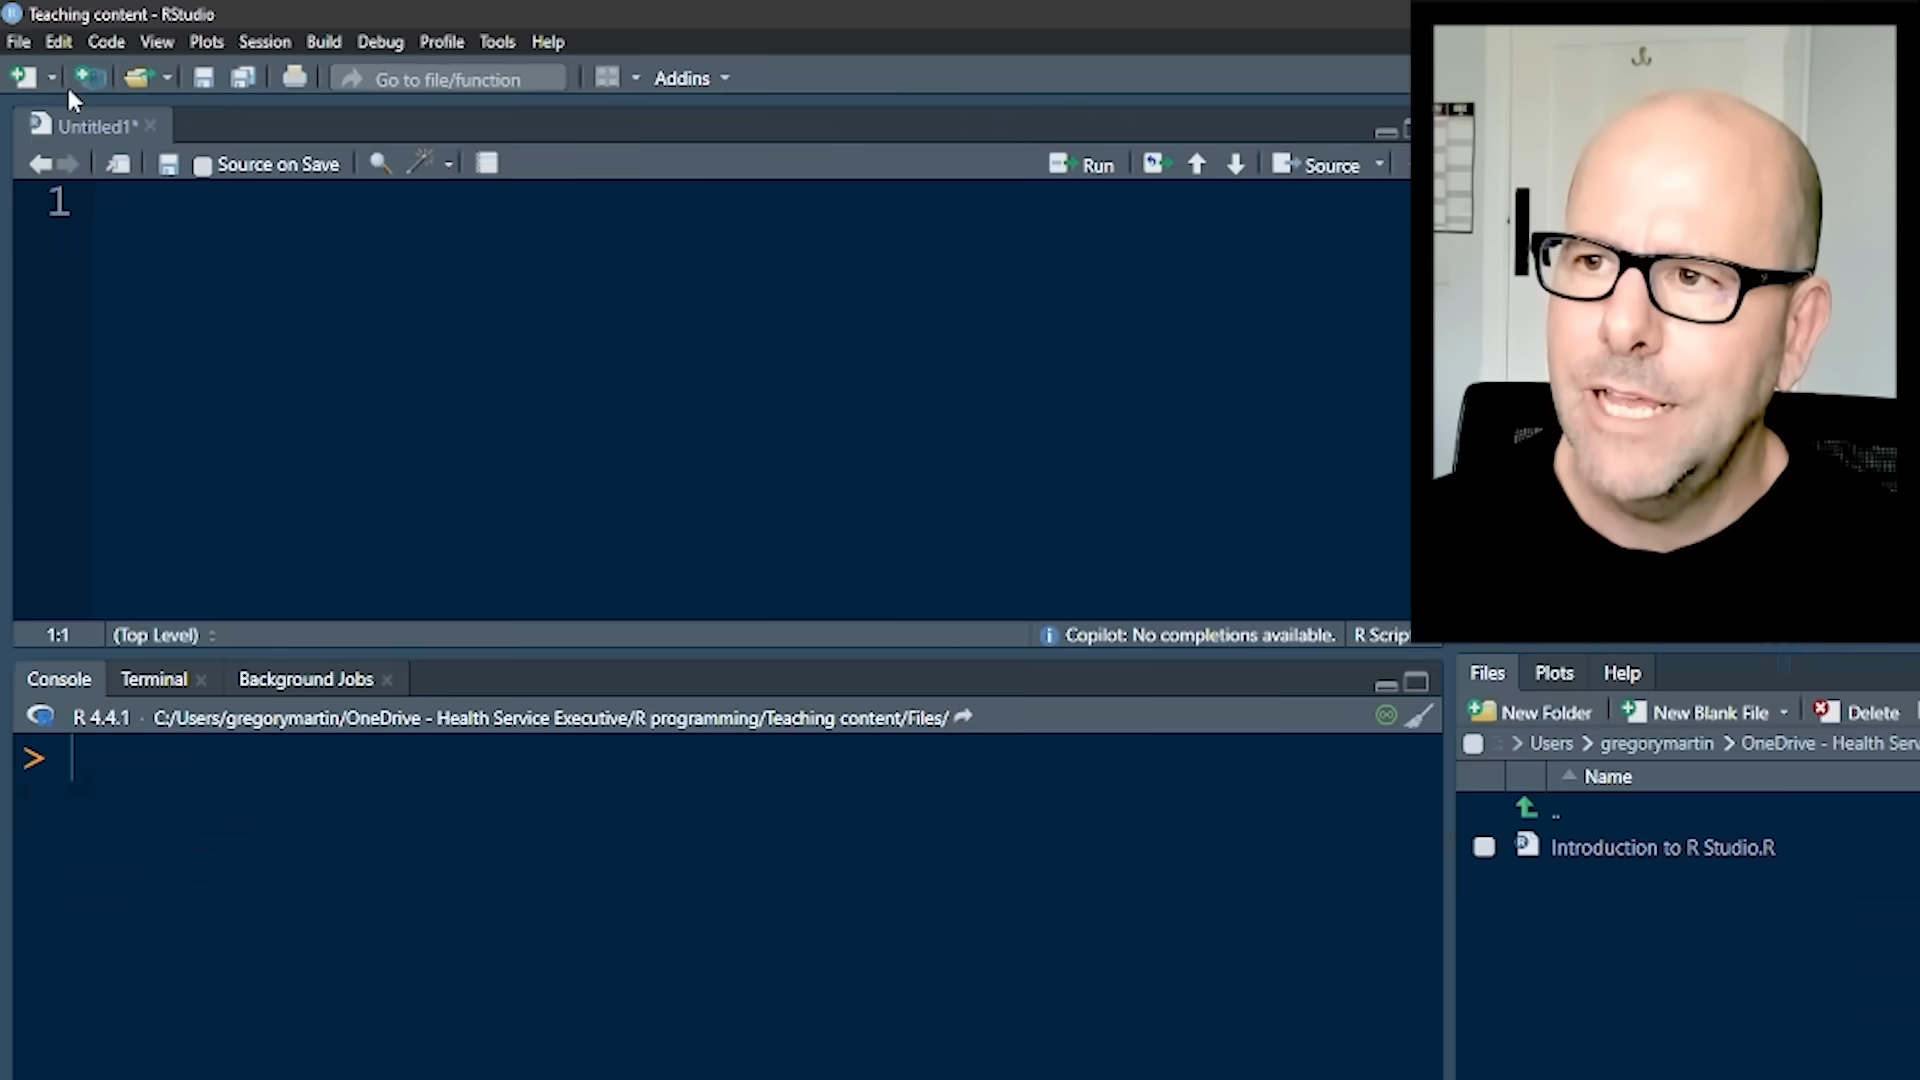 Teaching content - RStudio
File Edit Code View Plots Session Build Debug Profile Tools Help
Go to file/function Addins
Untitled1*
Source on Save Run Source
1
1:1 (Top Level) Copilot: No completions available. R Script
Console Terminal Background Jobs
R 4.4.1 · C:/Users/gregorymartin/OneDrive - Health Service Executive/R programming/Teaching content/Files/
>
Files Plots Help
New Folder New Blank File Delete
Users gregorymartin OneDrive - Health Serv
Name
..
Introduction to R Studio.R